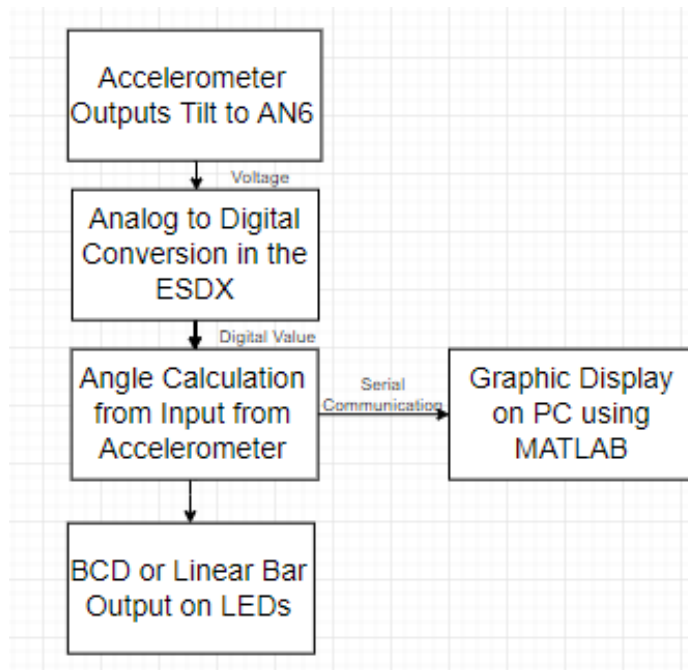 Accelerometer
Outputs Tilt to AN6
Voltage
Analog to Digital
Conversion in the
ESDX
Digital Value
Angle Calculation
from Input from
Accelerometer
Serial
Communication
Graphic Display
on PC using
MATLAB
BCD or Linear Bar
Output on LEDs